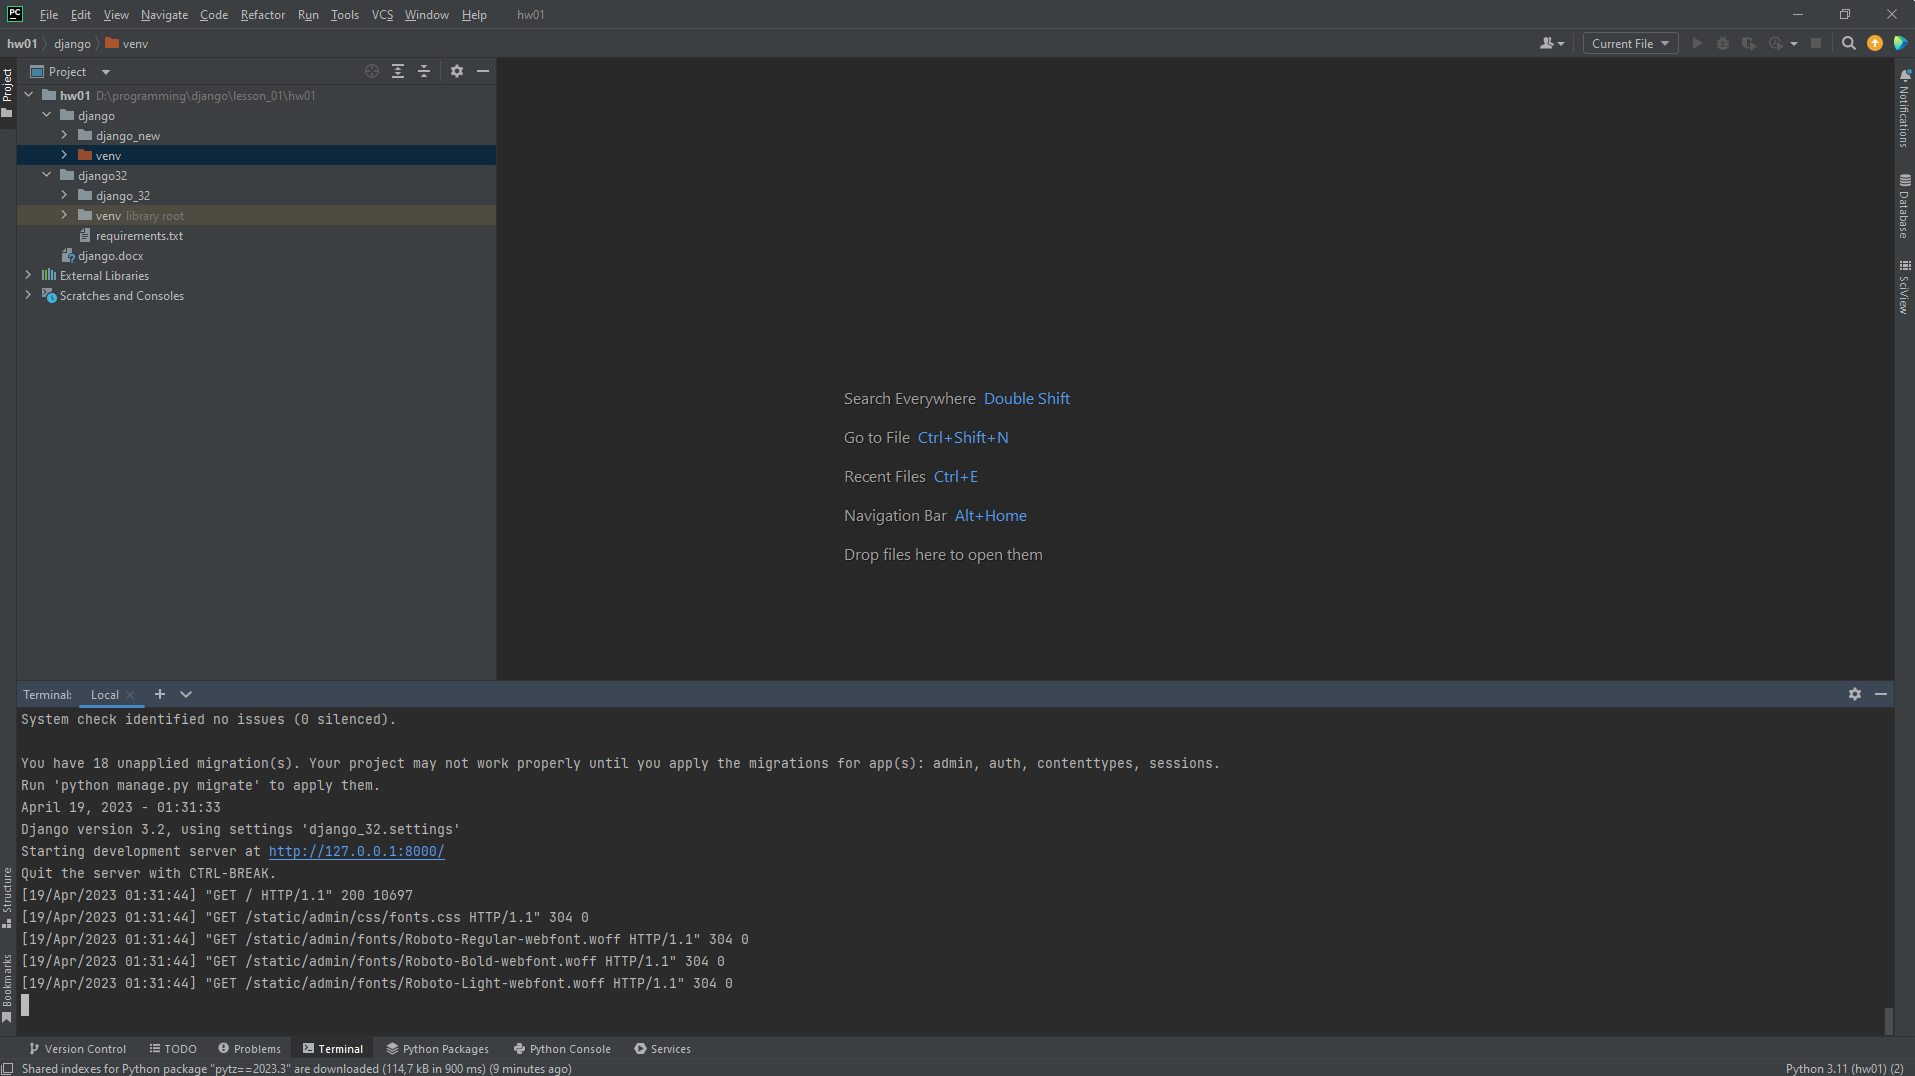 PC File Edit View Navigate Code Refactor Run Tools VCS Window Help hw01
hw01 django venv
Current File
Project
Project
hw01 D:\programming\django\lesson_01\hw01
django
django_new
venv
django32
django_32
venv library root
requirements.txt
django.docx
External Libraries
Scratches and Consoles
Search Everywhere Double Shift
Go to File Ctrl+Shift+N
Recent Files Ctrl+E
Navigation Bar Alt+Home
Drop files here to open them
Notifications
Database
SciView
Terminal: Local
System check identified no issues (0 silenced).
You have 18 unapplied migration(s). Your project may not work properly until you apply the migrations for app(s): admin, auth, contenttypes, sessions.
Run 'python manage.py migrate' to apply them.
April 19, 2023 - 01:31:33
Django version 3.2, using settings 'django_32.settings'
Starting development server at http://127.0.0.1:8000/
Quit the server with CTRL-BREAK.
[19/Apr/2023 01:31:44] "GET / HTTP/1.1" 200 10697
[19/Apr/2023 01:31:44] "GET /static/admin/css/fonts.css HTTP/1.1" 304 0
[19/Apr/2023 01:31:44] "GET /static/admin/fonts/Roboto-Regular-webfont.woff HTTP/1.1" 304 0
[19/Apr/2023 01:31:44] "GET /static/admin/fonts/Roboto-Bold-webfont.woff HTTP/1.1" 304 0
[19/Apr/2023 01:31:44] "GET /static/admin/fonts/Roboto-Light-webfont.woff HTTP/1.1" 304 0
Structure
Bookmarks
Version Control TODO Problems Terminal Python Packages Python Console Services
Shared indexes for Python package "pytz==2023.3" are downloaded (114,7 kB in 900 ms) (9 minutes ago)
Python 3.11 (hw01) (2)